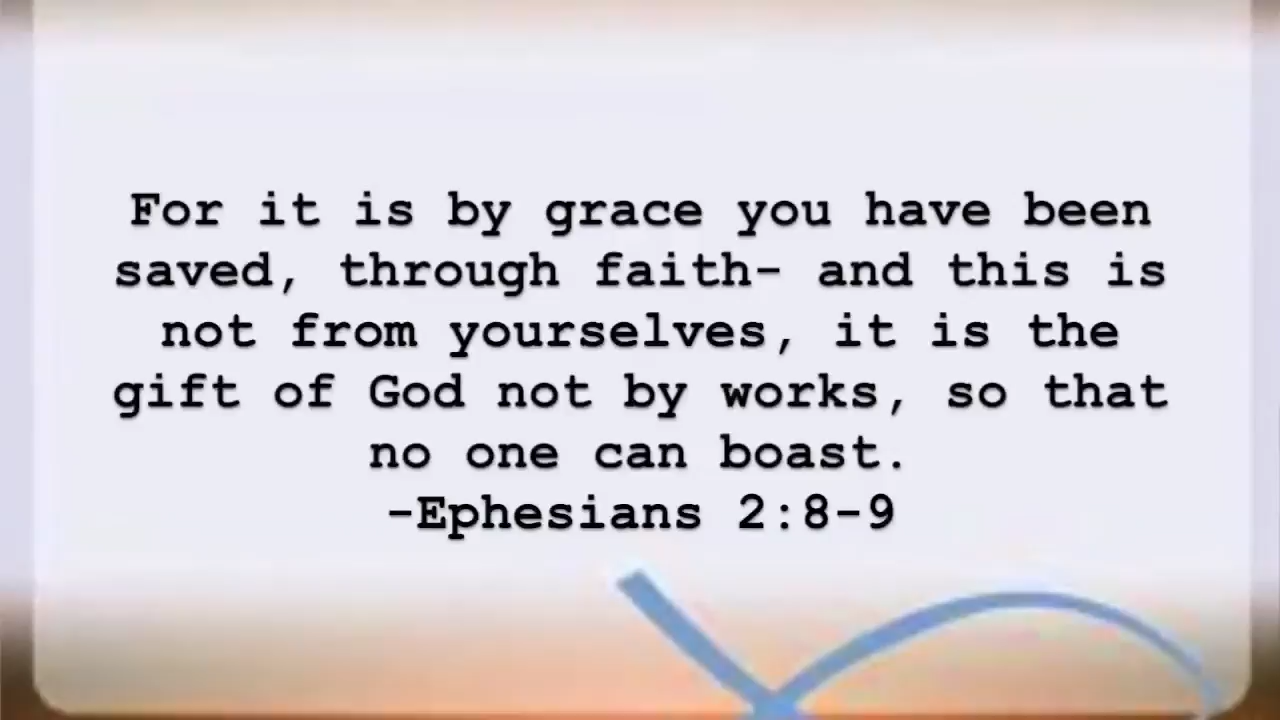 For it is by grace you have been
saved, through faith- and this is
not from yourselves, it is the
gift of God not by works, so that
no one can boast.
-Ephesians 2:8-9